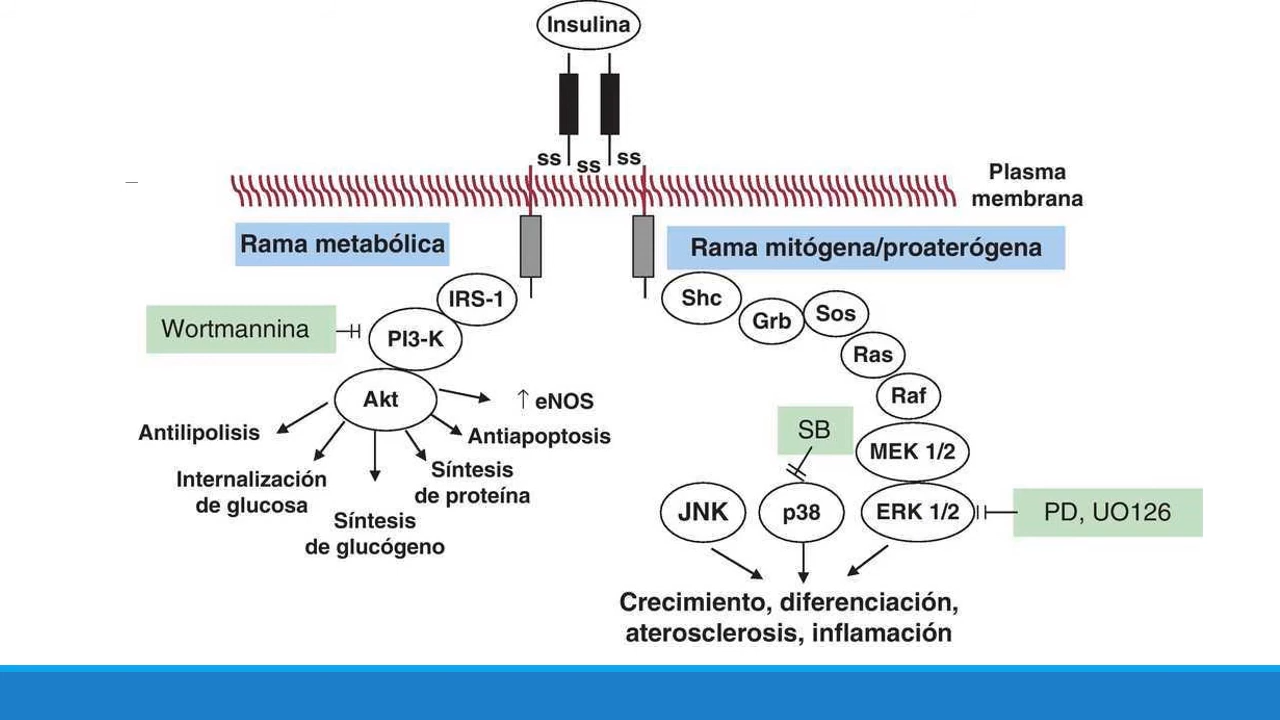 Insulina
ss
ss
ss
Plasma
membrana
Rama metabólica
Rama mitógena/proaterógena
IRS-1
Shc
Grb
Sos
Wortmannina
PI3-K
Ras
Akt
Raf
↑ eNOS
Antilipolisis
Antiapoptosis
SB
MEK 1/2
Internalización
de glucosa
Síntesis
de proteína
Síntesis
de glucógeno
JNK
p38
ERK 1/2
PD, UO126
Crecimiento, diferenciación,
aterosclerosis, inflamación